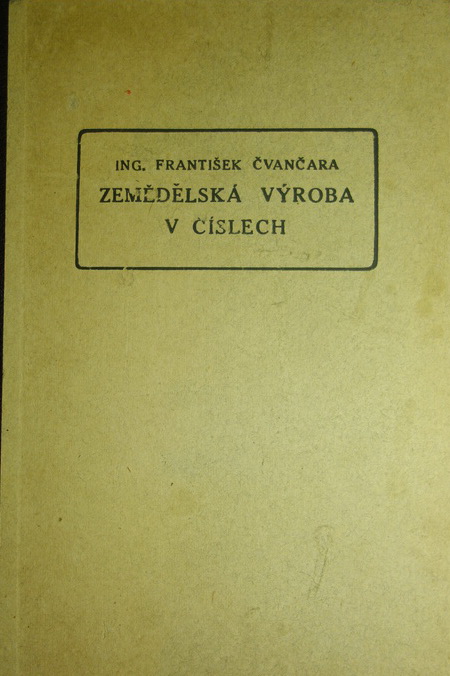 ING. FRANTIŠEK ČVANČARA
ZEMĚDĚLSKÁ VÝROBA
V ČÍSLECH